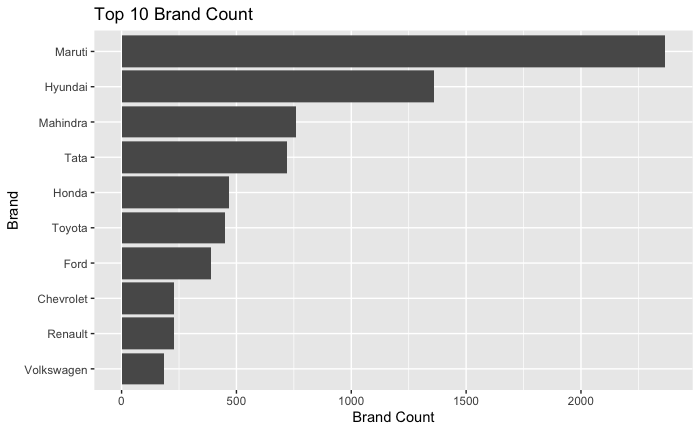 Top 10 Brand Count
Brand
Maruti
Hyundai
Mahindra
Tata
Honda
Toyota
Ford
Chevrolet
Renault
Volkswagen
0 500 1000 1500 2000
Brand Count